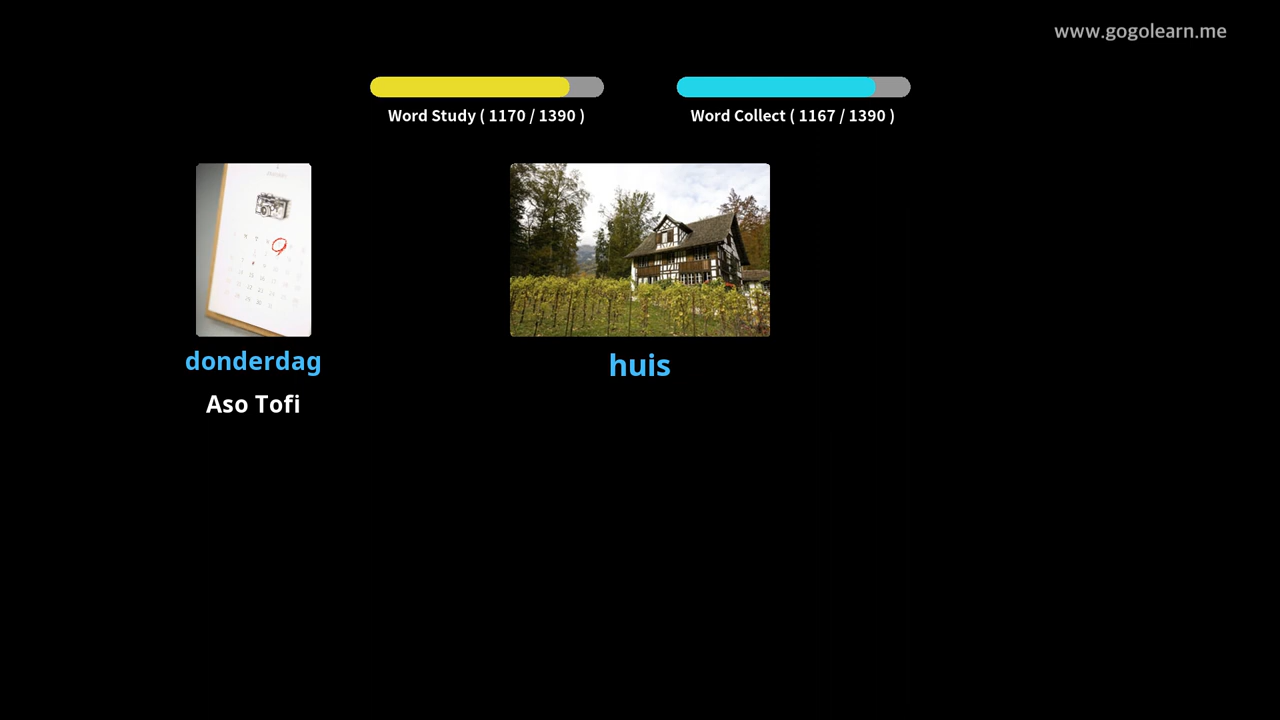 www.gogolearn.me
Word Study ( 1170 / 1390 )
Word Collect ( 1167 / 1390 )
donderdag
huis
Aso Tofi